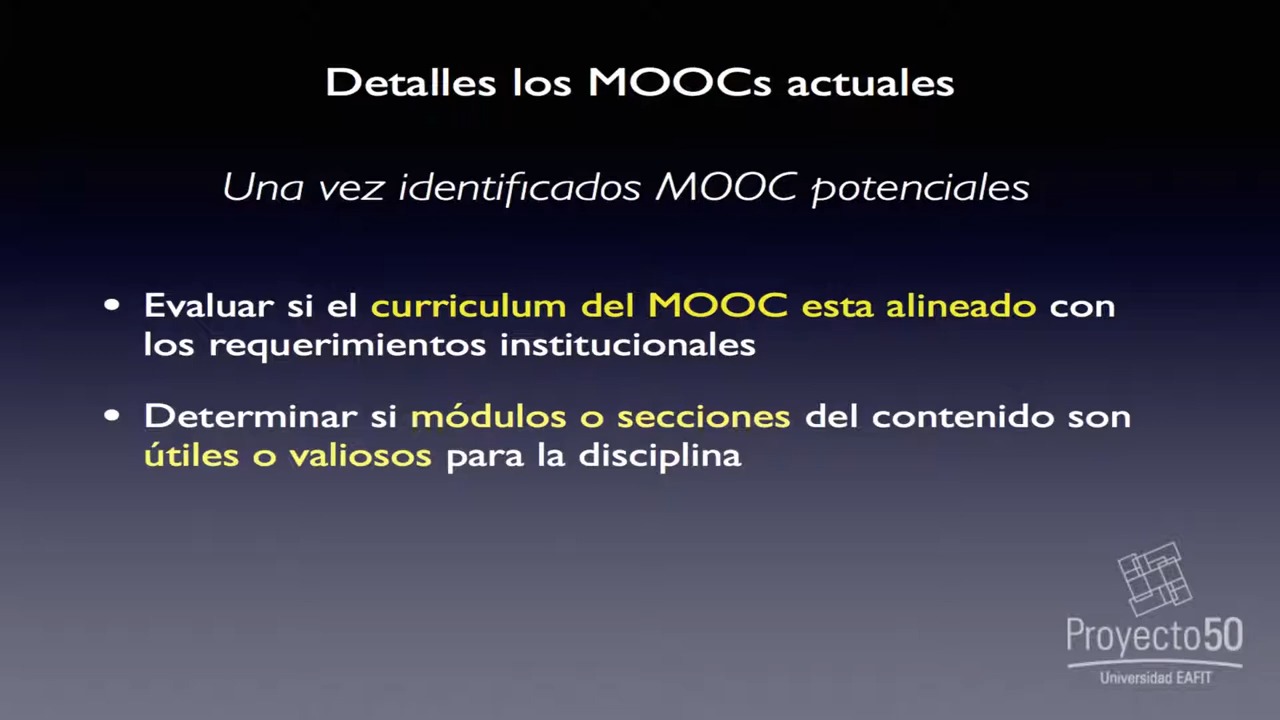 Detalles los MOOCs actuales
Una vez identificados MOOC potenciales
• Evaluar si el curriculum del MOOC esta alineado con
los requerimientos institucionales
• Determinar si módulos o secciones del contenido son
útiles o valiosos para la disciplina
Proyecto50
Universidad EAFIT